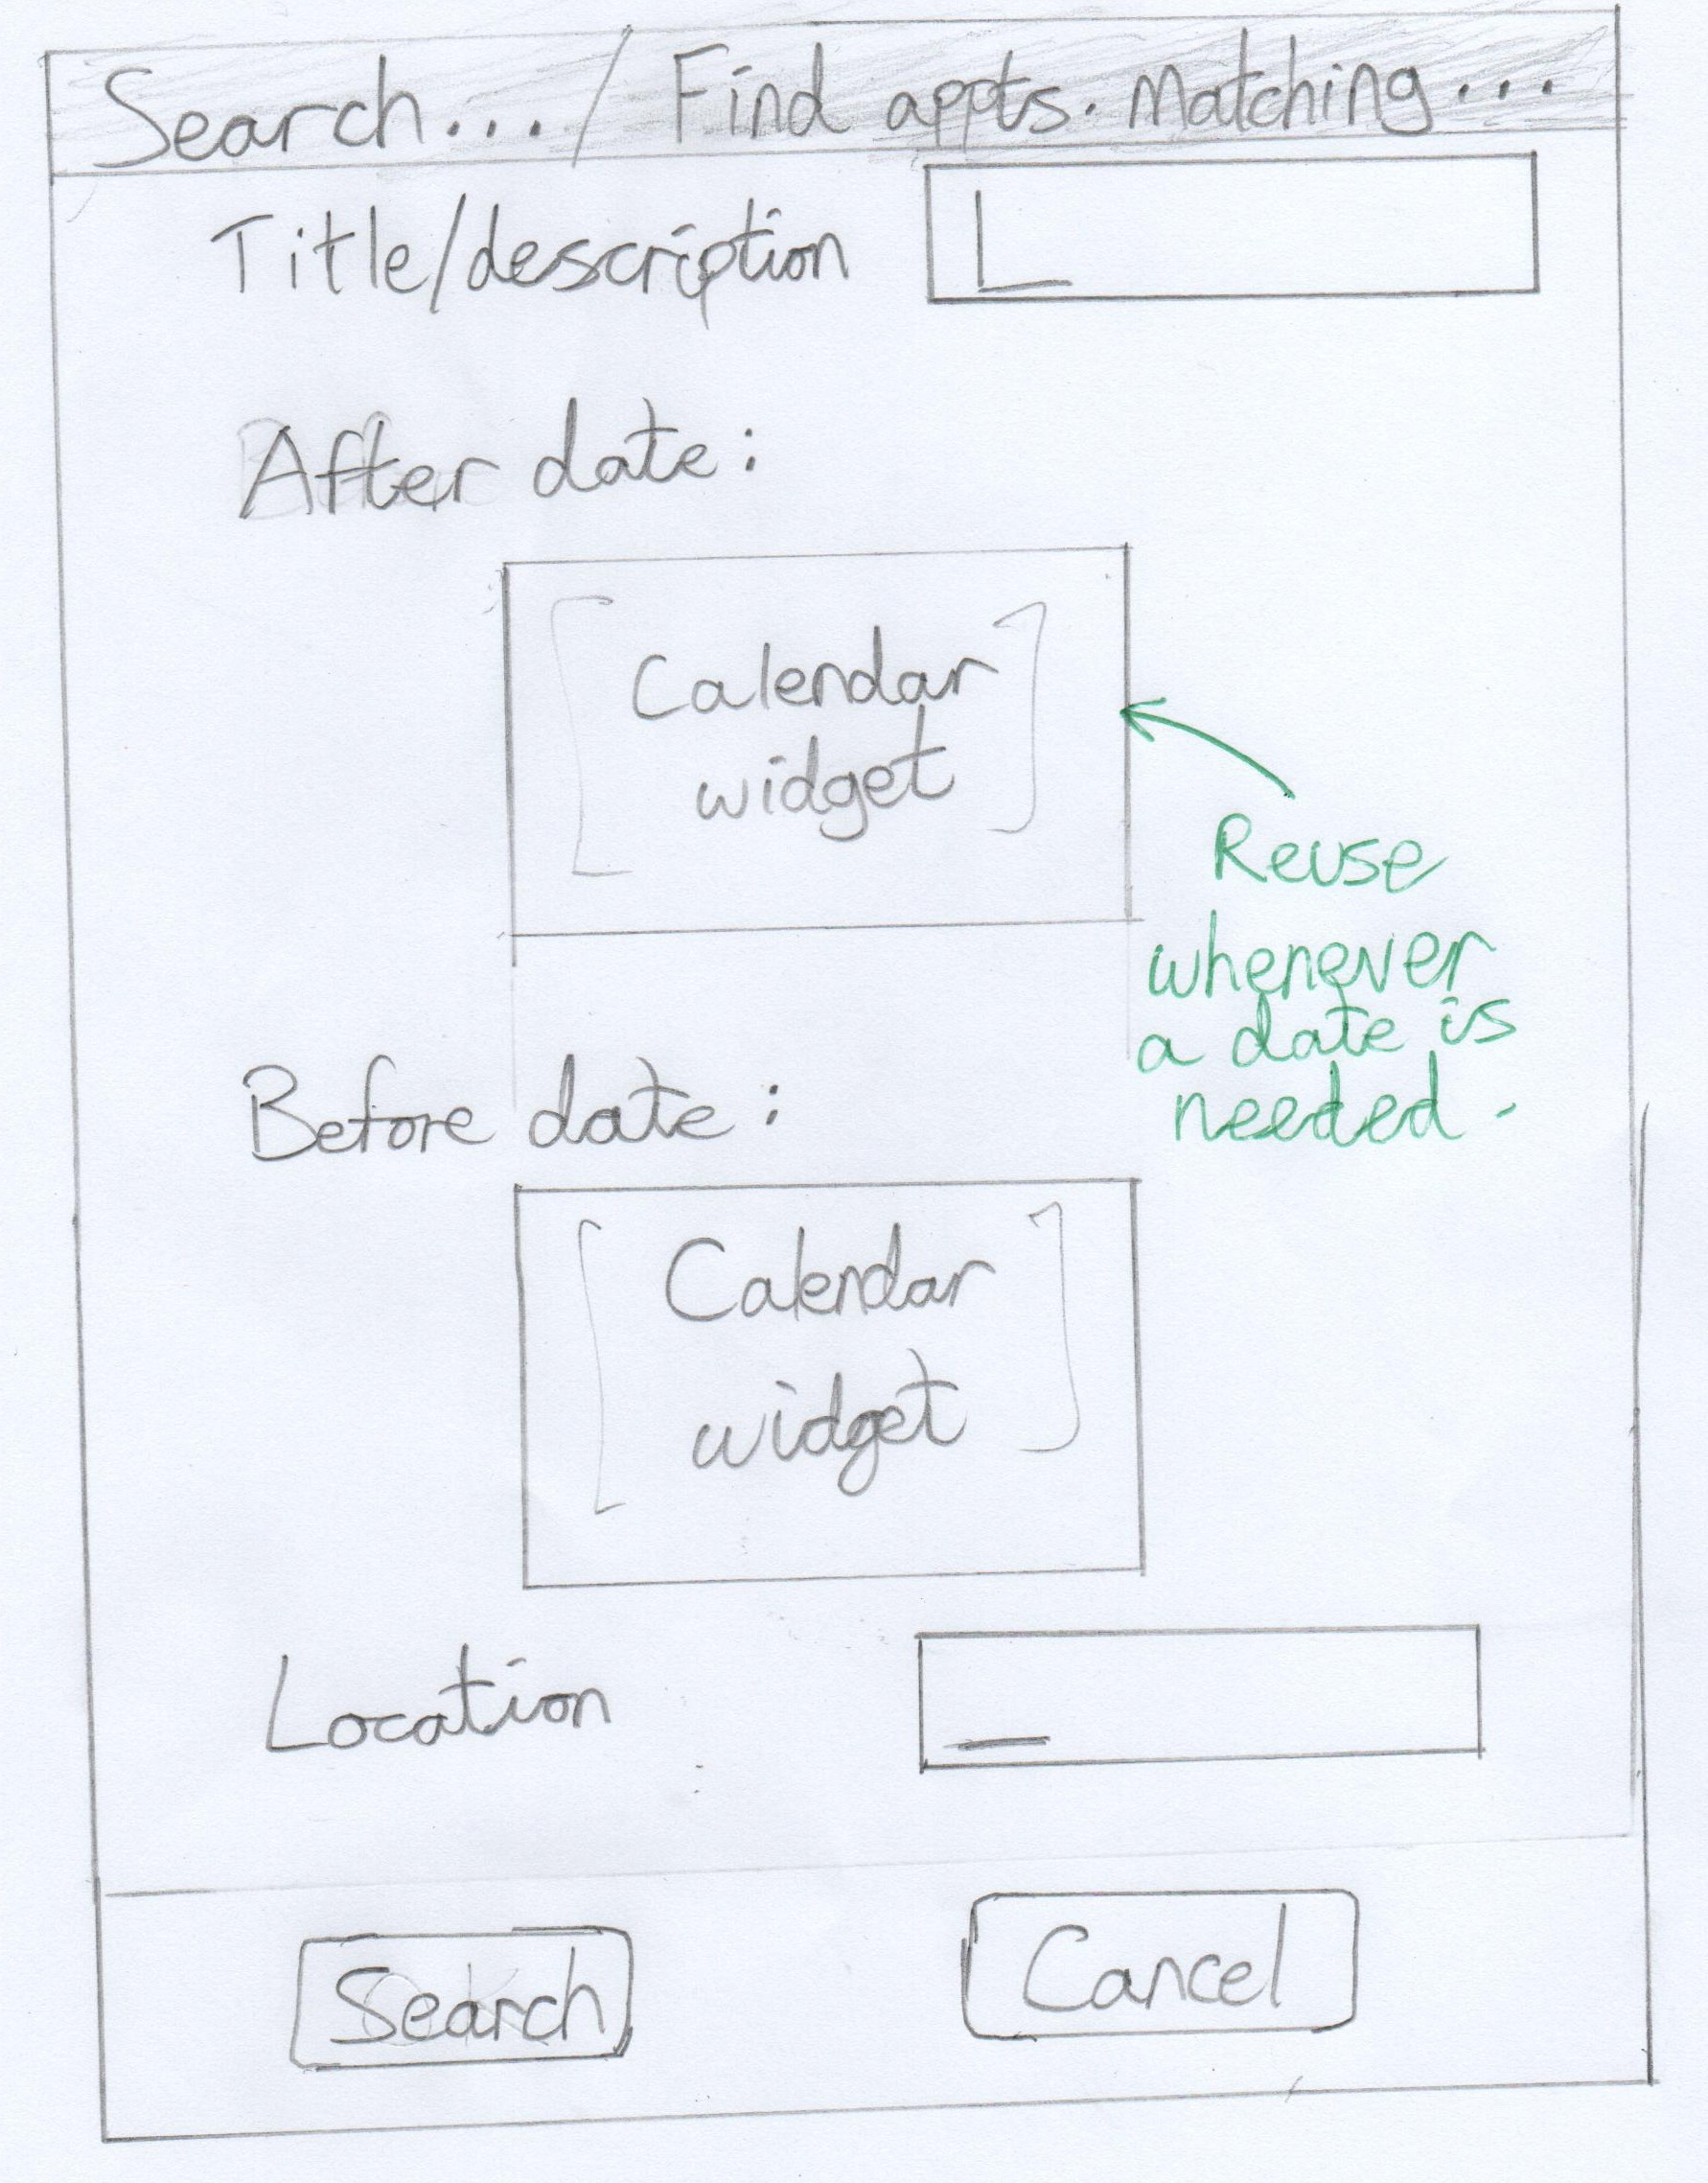 Search... / Find appts. matching...
Title/description
After date:
[Calendar
widget]
Reuse
whenever
a date is
needed.
Before date:
[Calendar
widget]
Location
Search
Cancel